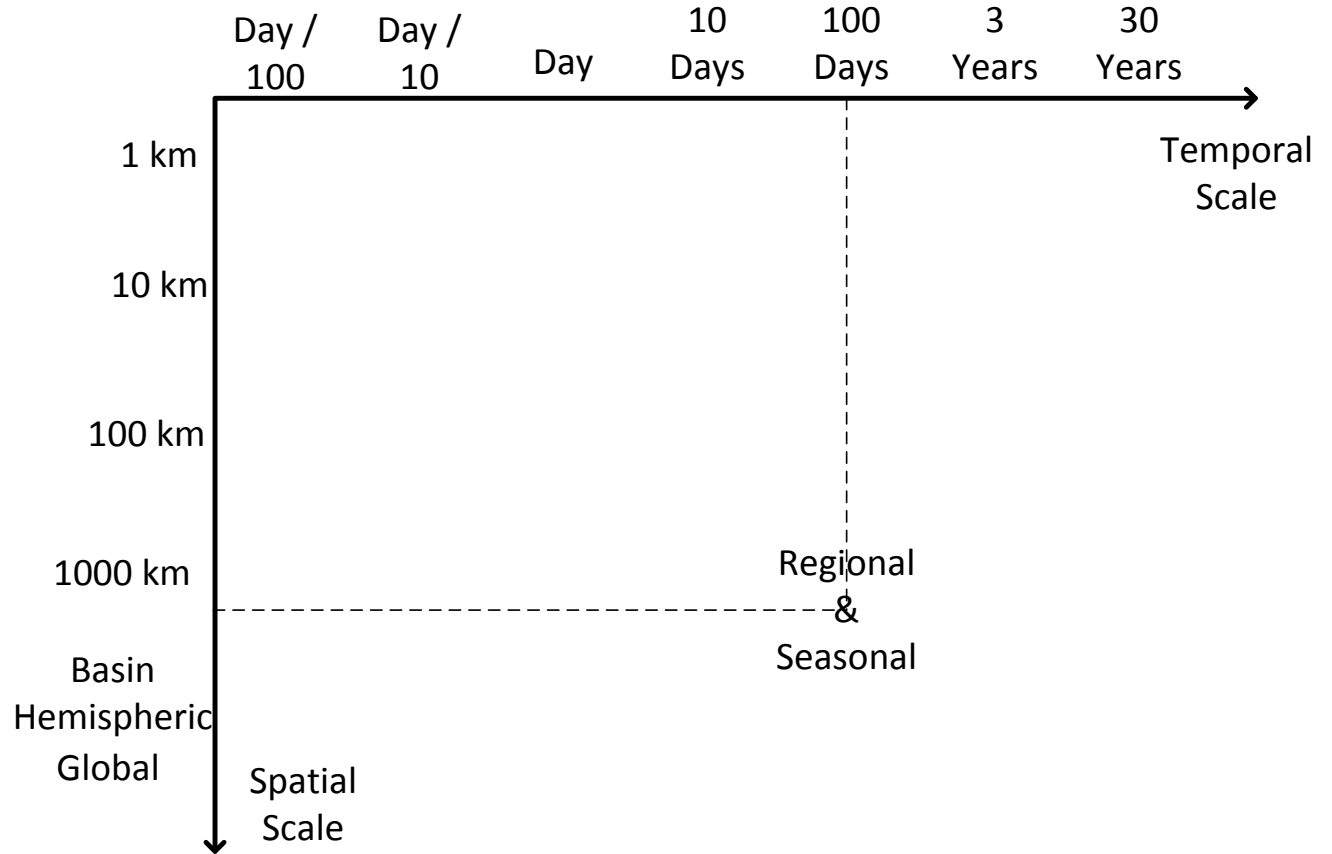 Day /
100
Day /
10
Day
10
Days
100
Days
3
Years
30
Years
Temporal
Scale
1 km
10 km
100 km
1000 km
Regional
&
Seasonal
Basin
Hemispheric
Global
Spatial
Scale